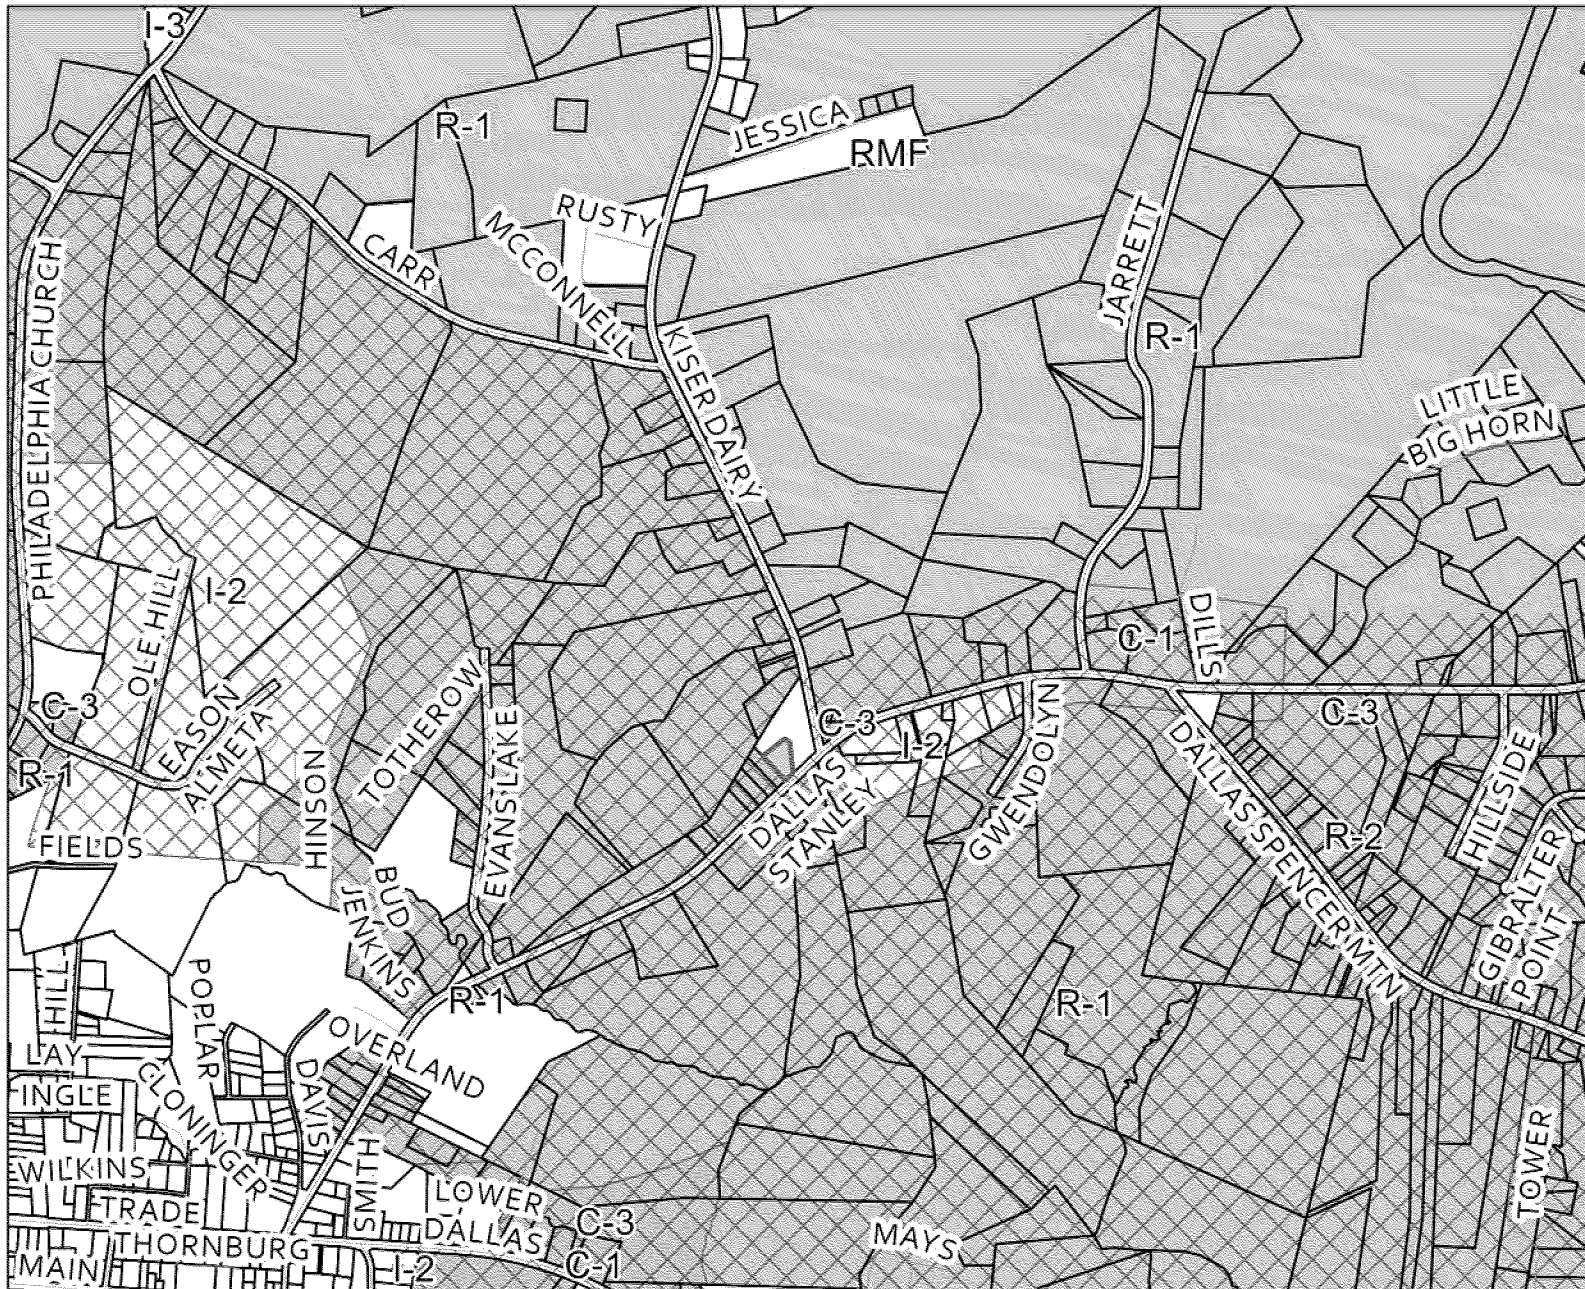 I-3
R-1
JESSICA
RMF
RUSTY
MCCONNELL
CARR
PHILADELPHIA CHURCH
JARRETT
R-1
KISER DAIRY
LITTLE
BIG HORN
I-2
OLE HILL
DILLS
C-1
C-3
EASON
ALMETA
R-1
HINSON
TOTHEROW
EVANS LAKE
C-3
I-2
GWENDOLYN
C-3
DALLAS
STANLEY
DALLAS SPENCER MTN
R-2
HILLSIDE
GIBRALTER
POINT
FIELDS
BUD
JENKINS
R-1
R-1
HILL
POPLAR
OVERLAND
LAY
INGLE
CLONINGER
DAVIS
SMITH
WILKINS
TRADE
THORNBURG
MAIN
LOWER
DALLAS
C-3
C-1
I-2
MAYS
TOWER